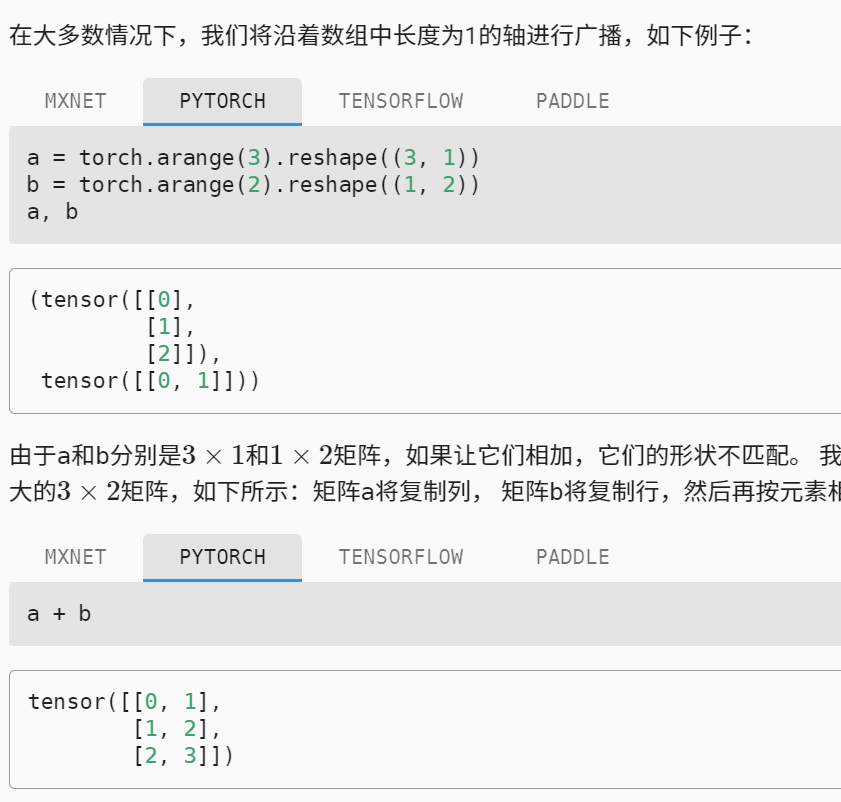 在大多数情况下，我们将沿着数组中长度为1的轴进行广播，如下例子：
MXNET PYTORCH TENSORFLOW PADDLE
a = torch.arange(3).reshape((3, 1))
b = torch.arange(2).reshape((1, 2))
a, b
(tensor([[0],
         [1],
         [2]]),
 tensor([[0, 1]]))
由于a和b分别是3 × 1和1 × 2矩阵，如果让它们相加，它们的形状不匹配。 我
大的3 × 2矩阵，如下所示：矩阵a将复制列， 矩阵b将复制行，然后再按元素相
MXNET PYTORCH TENSORFLOW PADDLE
a + b
tensor([[0, 1],
        [1, 2],
        [2, 3]])